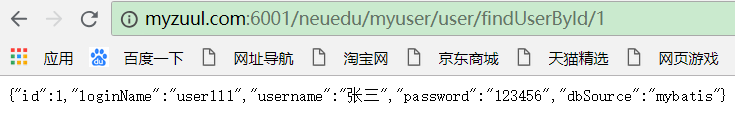 myzuul.com:6001/neuedu/myuser/user/findUserById/1
应用 百度一下 网址导航 淘宝网 京东商城 天猫精选 网页游戏
{"id":1,"loginName":"user111","username":"张三","password":"123456","dbSource":"mybatis"}